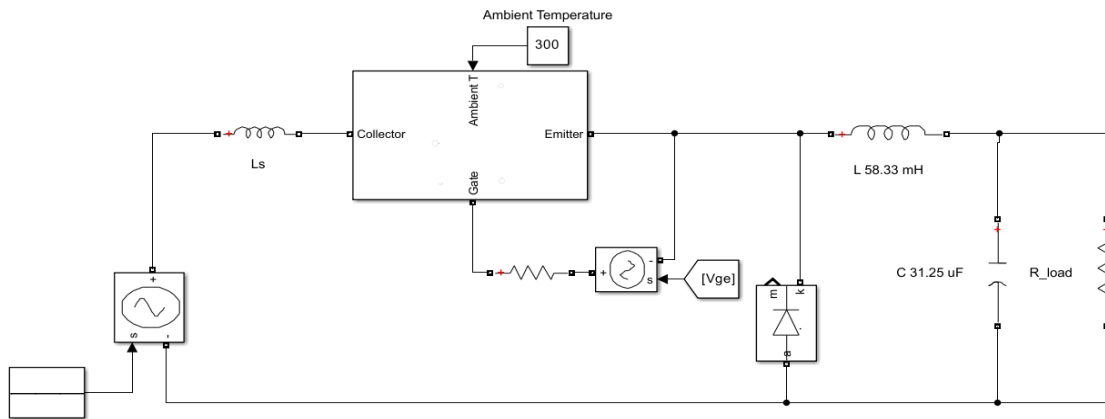 Ambient Temperature
300
Ambient T
Collector
Emitter
Gate
Ls
L 58.33 mH
+
-
s
[Vge]
m
k
a
C 31.25 uF
R_load
+
s
-